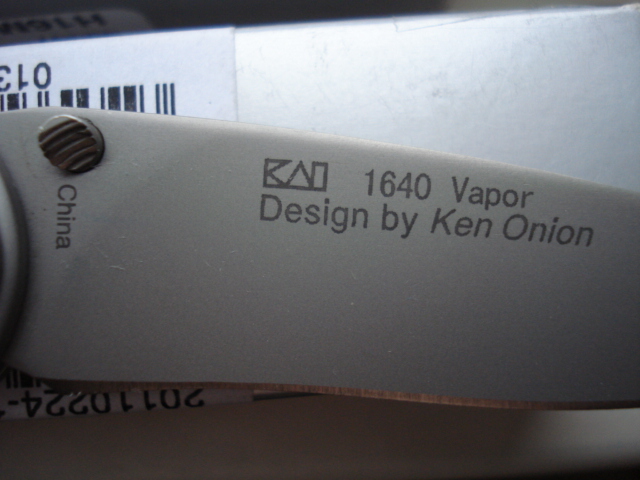 013
China
KAI 1640 Vapor
Design by Ken Onion
20110224-